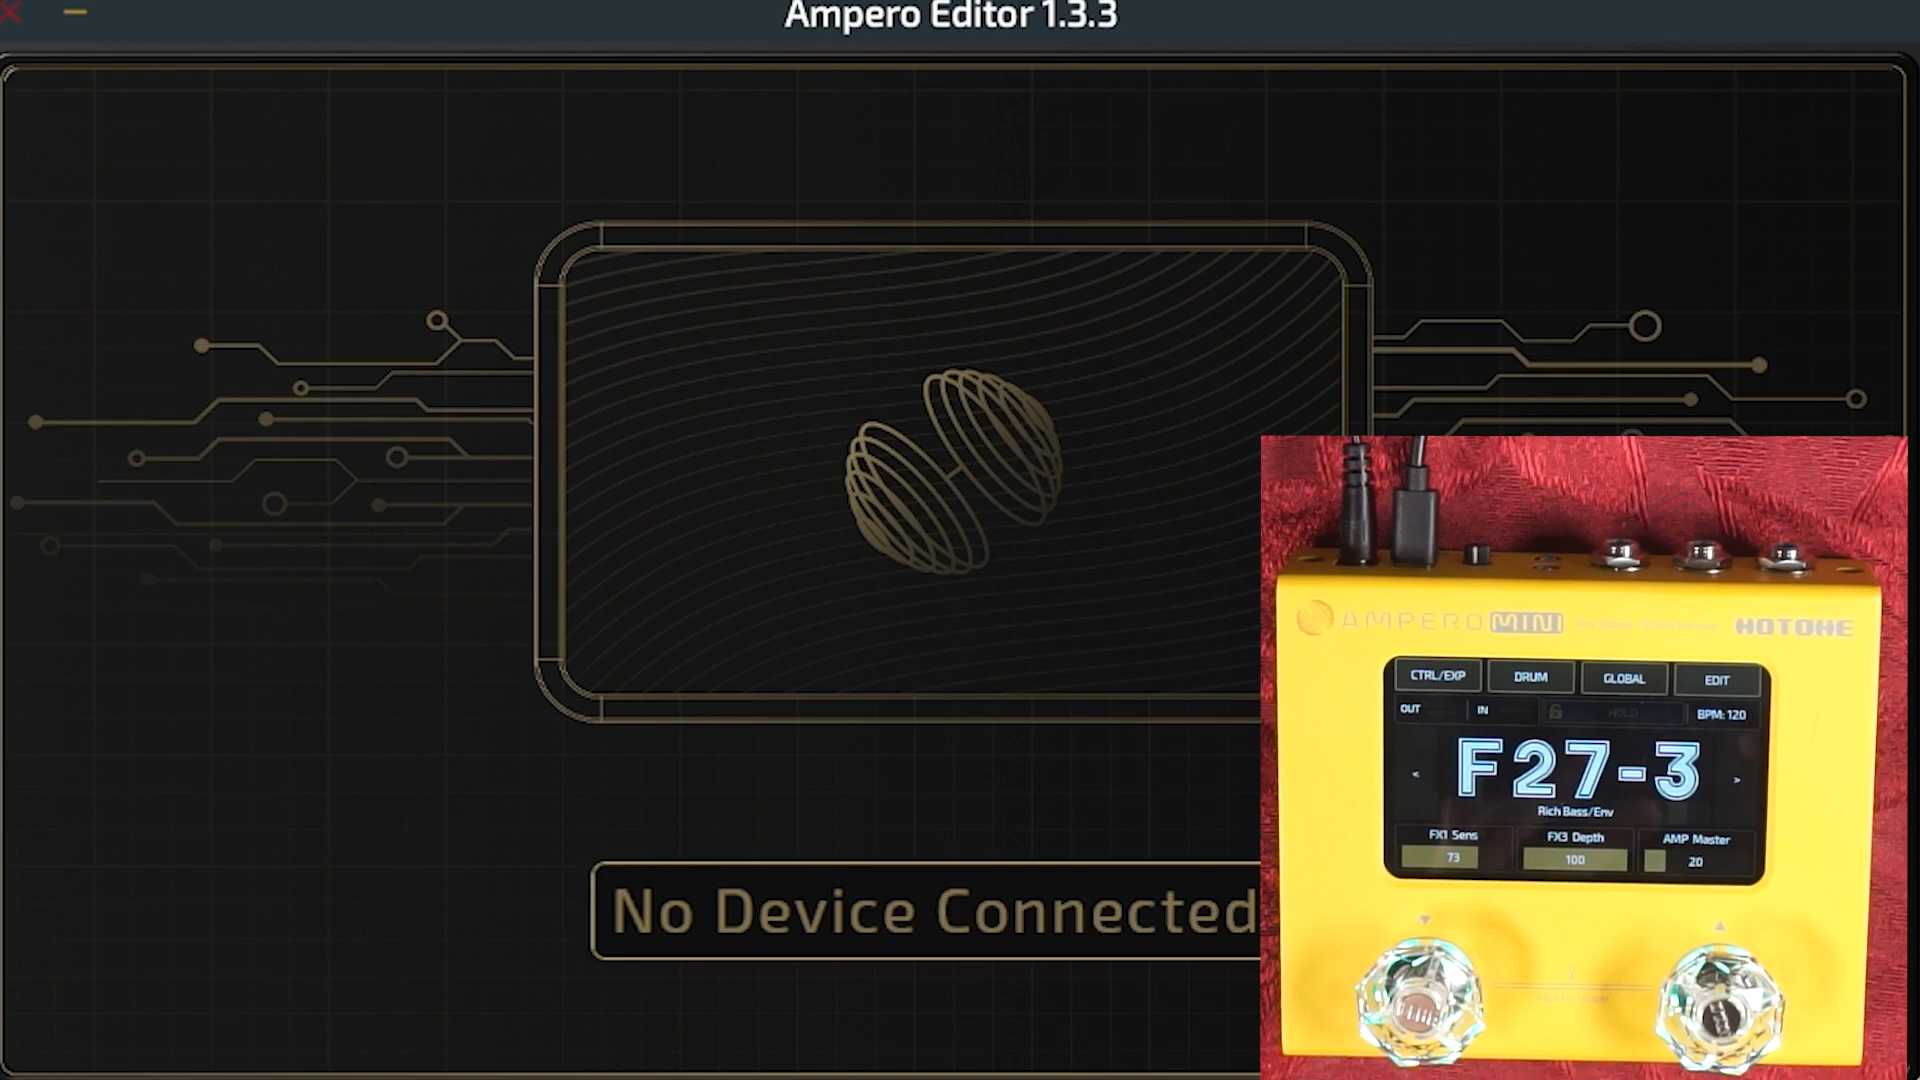 Ampero Editor 1.3.3
No Device Connected
AMPERO MINI
HOTONE
CTRL/EXP DRUM GLOBAL EDIT
OUT IN HOLD BPM: 120
< F27-3 >
Rich Bass/Env
FX1 Sens FX3 Depth AMP Master
73 100 20